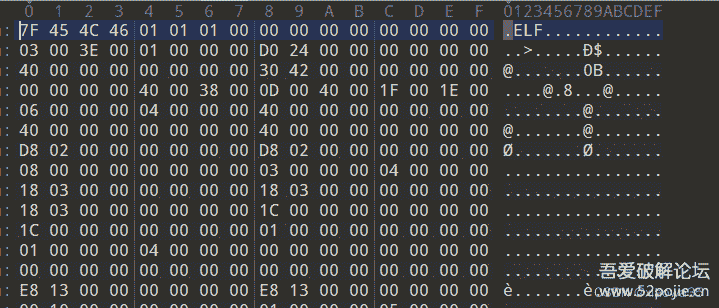 0 1 2 3 4 5 6 7 8 9 A B C D E F 0123456789ABCDEF
7F 45 4C 46 01 01 01 00 00 00 00 00 00 00 00 00 .ELF............
03 00 3E 00 01 00 00 00 D0 24 00 00 00 00 00 00 ..>.....Ð$......
40 00 00 00 00 00 00 00 30 42 00 00 00 00 00 00 @.......0B......
00 00 00 00 40 00 38 00 0D 00 40 00 1F 00 1E 00 ....@.8...@.....
06 00 00 00 04 00 00 00 40 00 00 00 00 00 00 00 ........@.......
40 00 00 00 00 00 00 00 40 00 00 00 00 00 00 00 @.......@.......
D8 02 00 00 00 00 00 00 D8 02 00 00 00 00 00 00 Ø.......Ø.......
08 00 00 00 00 00 00 00 03 00 00 00 04 00 00 00 ................
18 03 00 00 00 00 00 00 18 03 00 00 00 00 00 00 ................
18 03 00 00 00 00 00 00 1C 00 00 00 00 00 00 00 ................
1C 00 00 00 00 00 00 00 01 00 00 00 00 00 00 00 ................
01 00 00 00 04 00 00 00 00 00 00 00 00 00 00 00 ................
00 00 00 00 00 00 00 00 00 00 00 00 00 00 00 00
E8 13 00 00 00 00 00 00 E8 13 00 00 00 00 00 00 è.......è
吾爱破解论坛
www.52pojie.cn